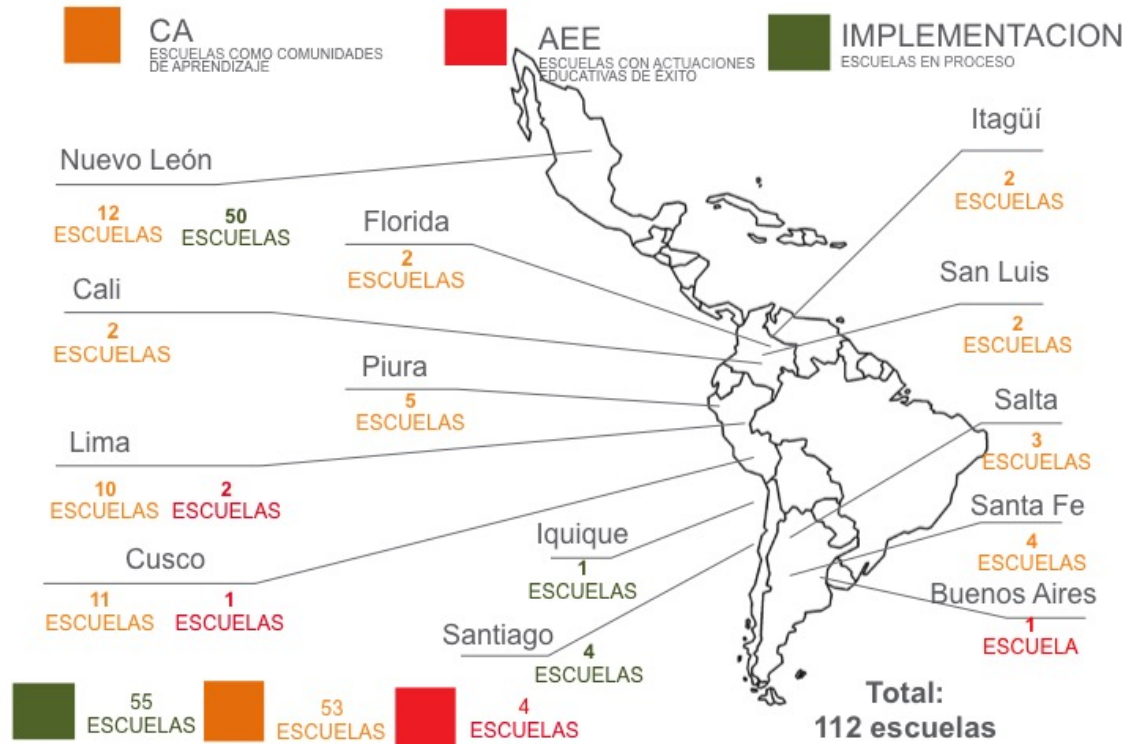 CA
ESCUELAS COMO COMUNIDADES
DE APRENDIZAJE
AEE
ESCUELAS CON ACTUACIONES
EDUCATIVAS DE ÉXITO
IMPLEMENTACION
ESCUELAS EN PROCESO
Nuevo León
12
ESCUELAS
50
ESCUELAS
Florida
2
ESCUELAS
Itagüí
2
ESCUELAS
Cali
2
ESCUELAS
San Luis
2
ESCUELAS
Piura
5
ESCUELAS
Salta
3
ESCUELAS
Lima
10
ESCUELAS
2
ESCUELAS
Santa Fe
4
ESCUELAS
Iquique
1
ESCUELAS
Cusco
11
ESCUELAS
1
ESCUELAS
Buenos Aires
1
ESCUELA
Santiago
4
ESCUELAS
55
ESCUELAS
53
ESCUELAS
4
ESCUELAS
Total:
112 escuelas